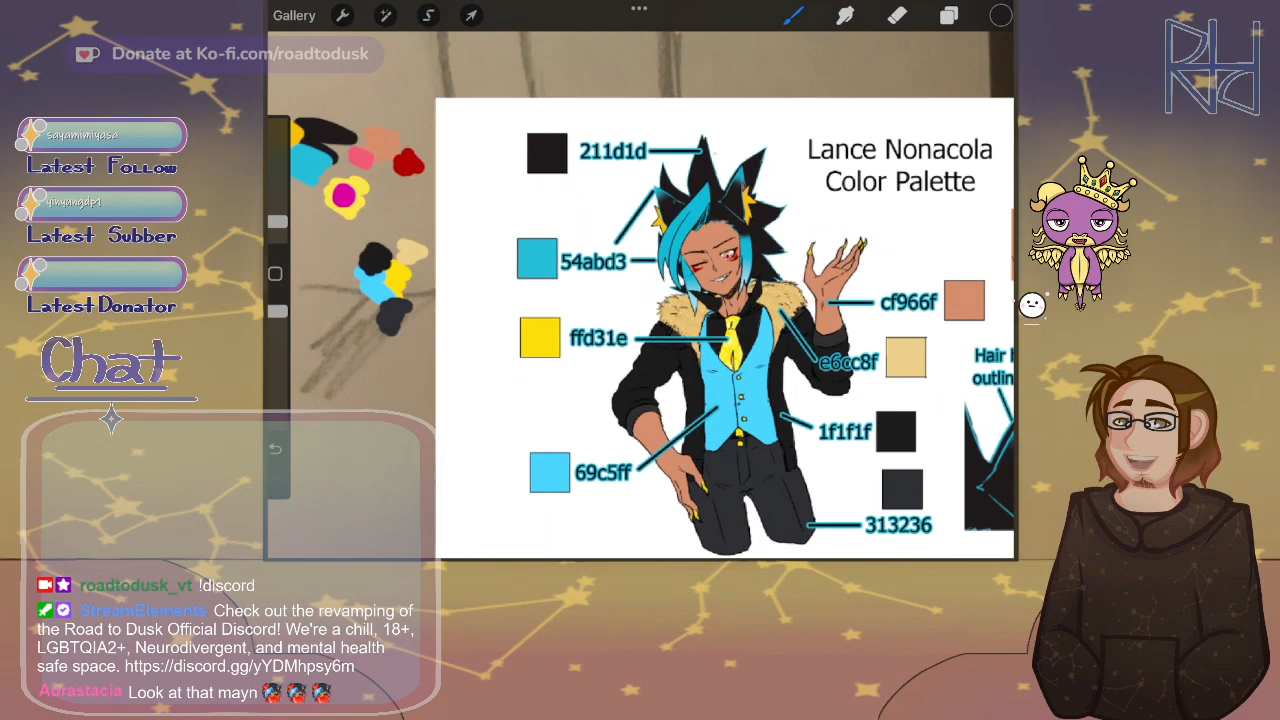 Gallery
Donate at Ko-fi.com/roadtodusk
sayamimiyasa
Latest Follow
yinyungdp1
Latest Subber
Latest Donator
Chat
roadtodusk_vt !discord
StreamElements Check out the revamping of
the Road to Dusk Official Discord! We're a chill, 18+,
LGBTQIA2+, Neurodivergent, and mental health
safe space. https://discord.gg/yYDMhpsy6m
Aurastacia Look at that mayn
Lance Nonacola
Color Palette
211d1d
54abd3
ffd31e
69c5ff
cf966f
e6cc8f
1f1f1f
313236
Hair
outlin